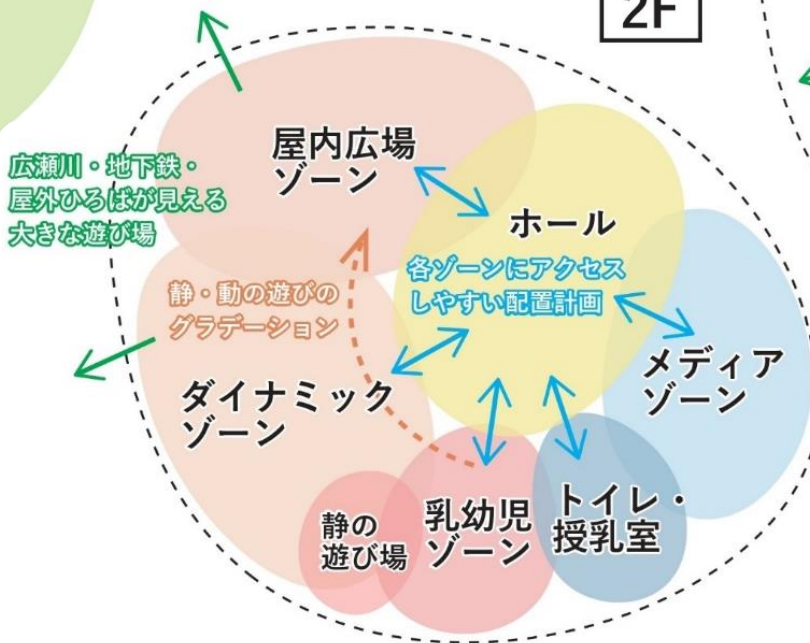 2F
屋内広場
ゾーン
広瀬川・地下鉄・
屋外ひろばが見える
大きな遊び場
ホール
各ゾーンにアクセス
しやすい配置計画
静・動の遊びの
グラデーション
メディア
ゾーン
ダイナミック
ゾーン
静の
遊び場
乳幼児
ゾーン
トイレ・
授乳室